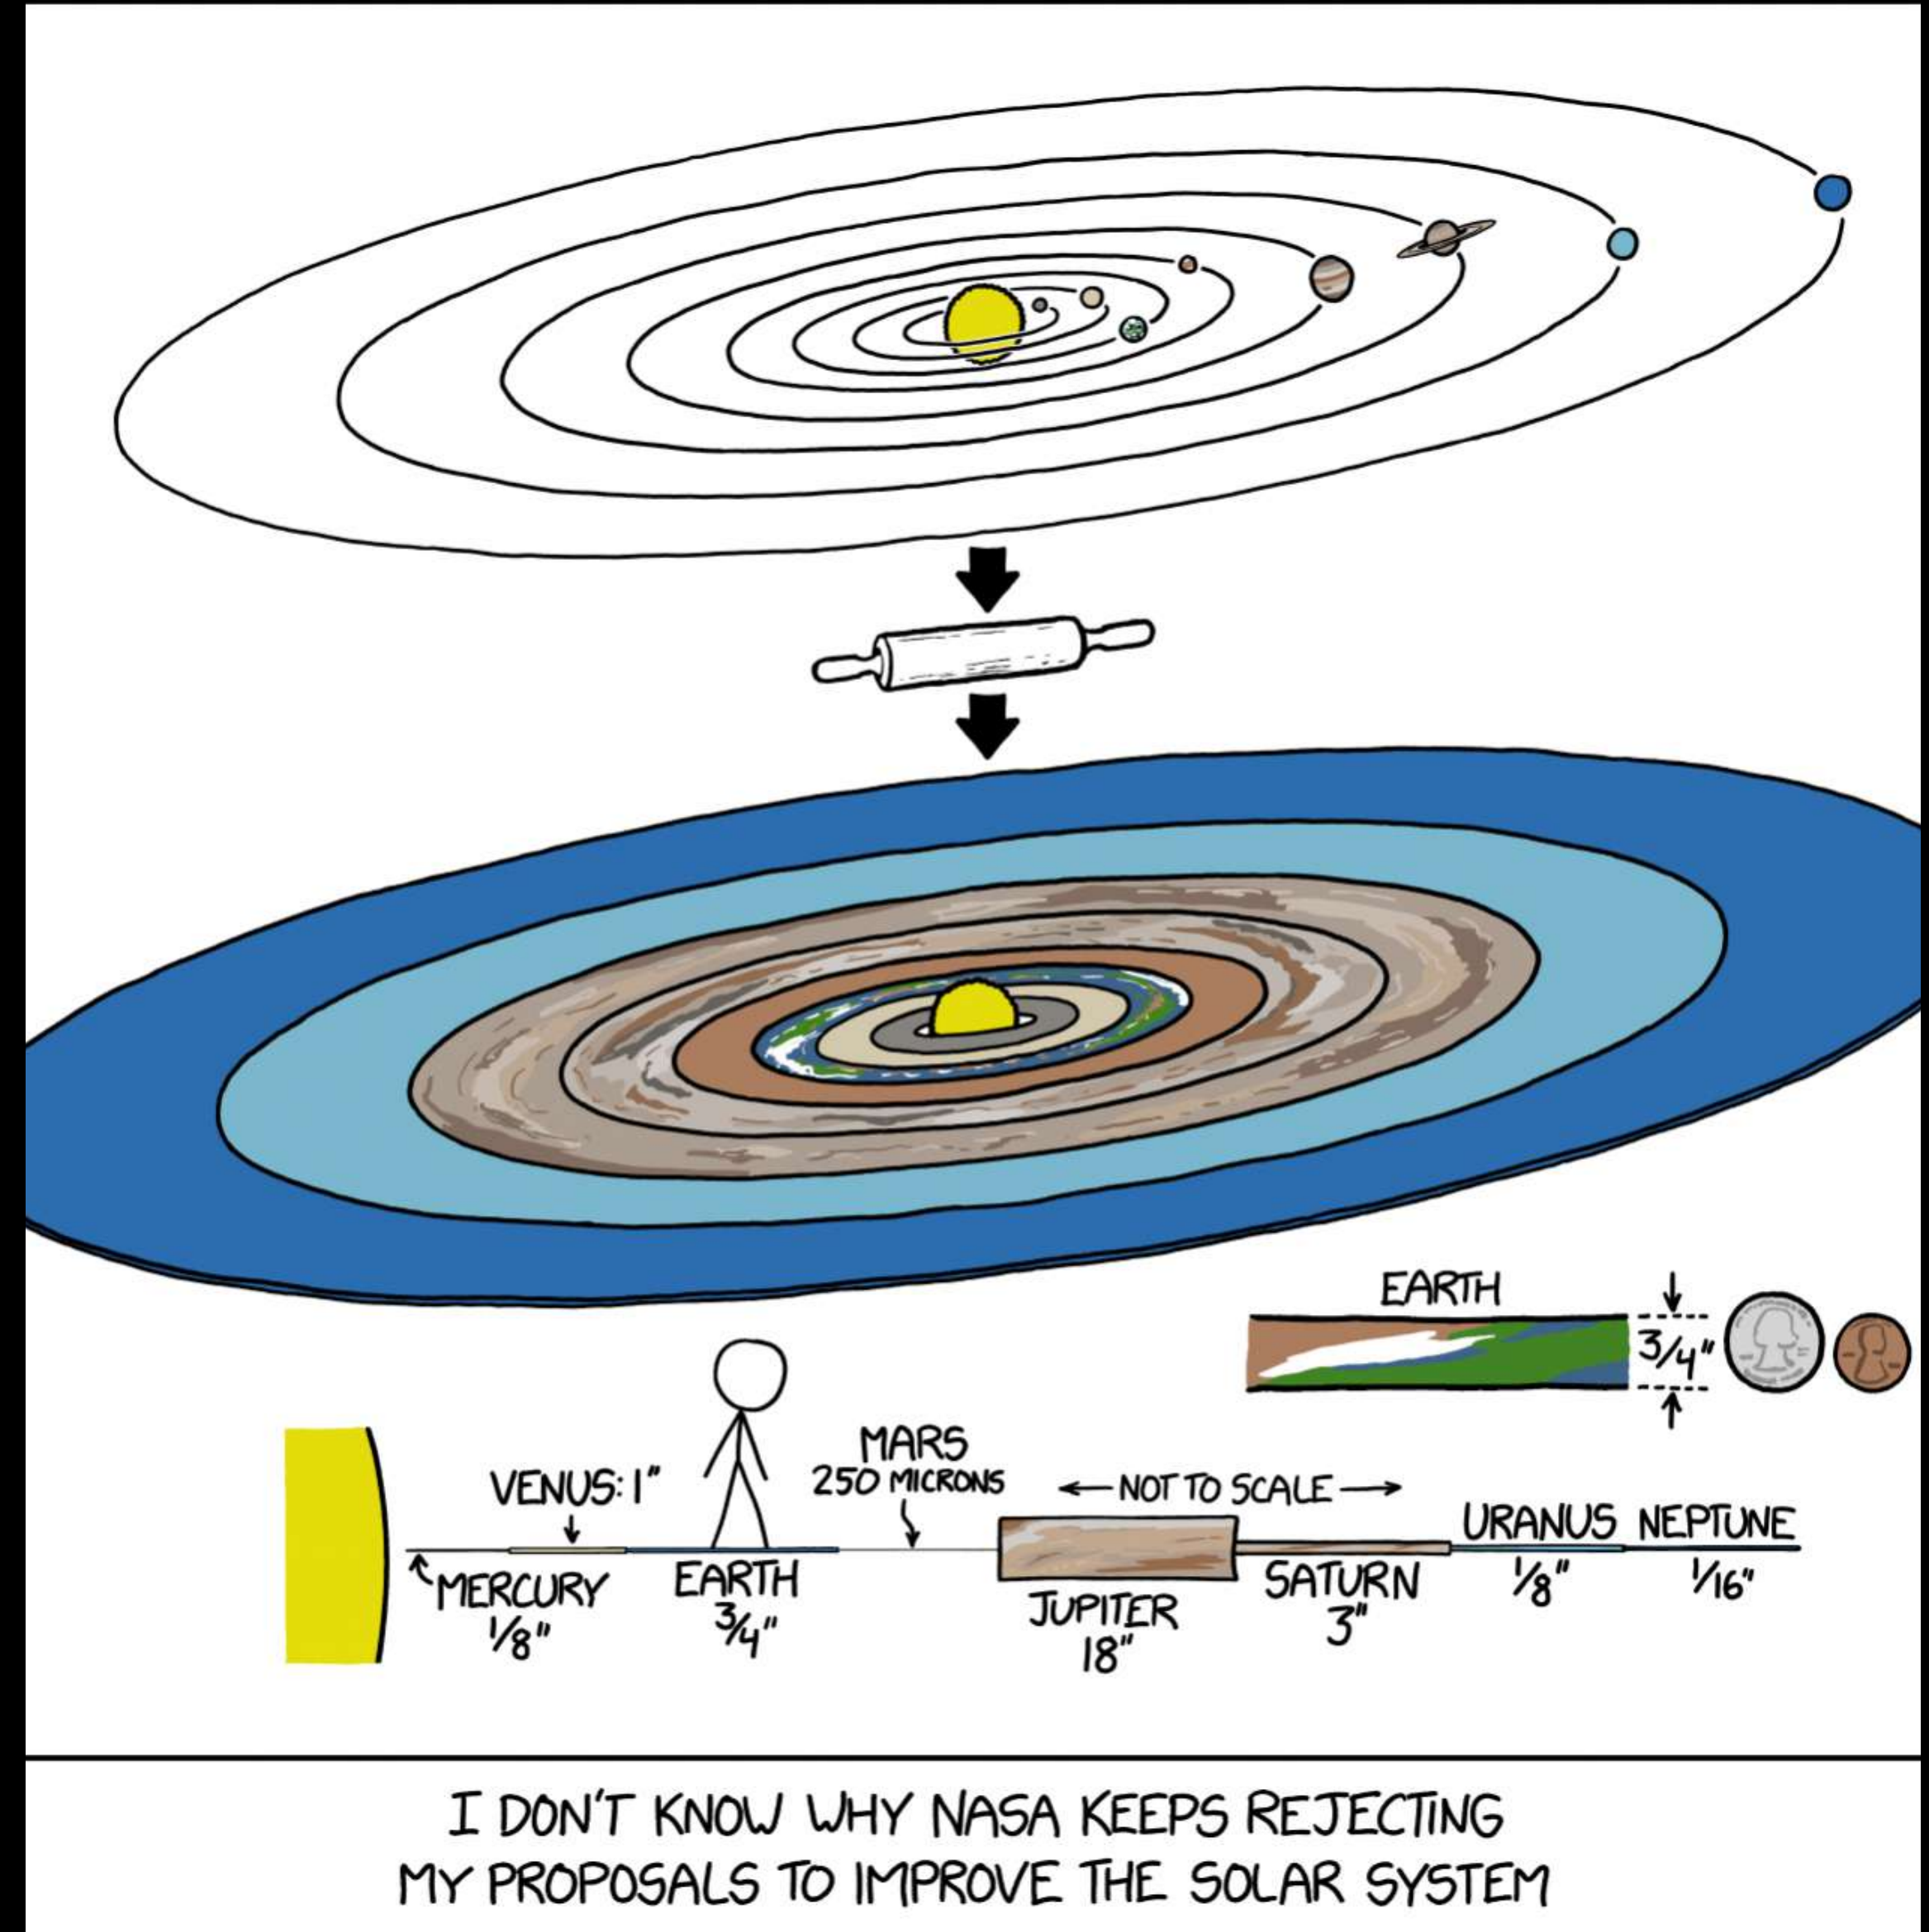 EARTH
3/4"
VENUS: 1"
MARS
250 MICRONS
← NOT TO SCALE →
MERCURY
1/8"
EARTH
3/4"
JUPITER
18"
SATURN
3"
URANUS
1/8"
NEPTUNE
1/16"
I DON'T KNOW WHY NASA KEEPS REJECTING
MY PROPOSALS TO IMPROVE THE SOLAR SYSTEM